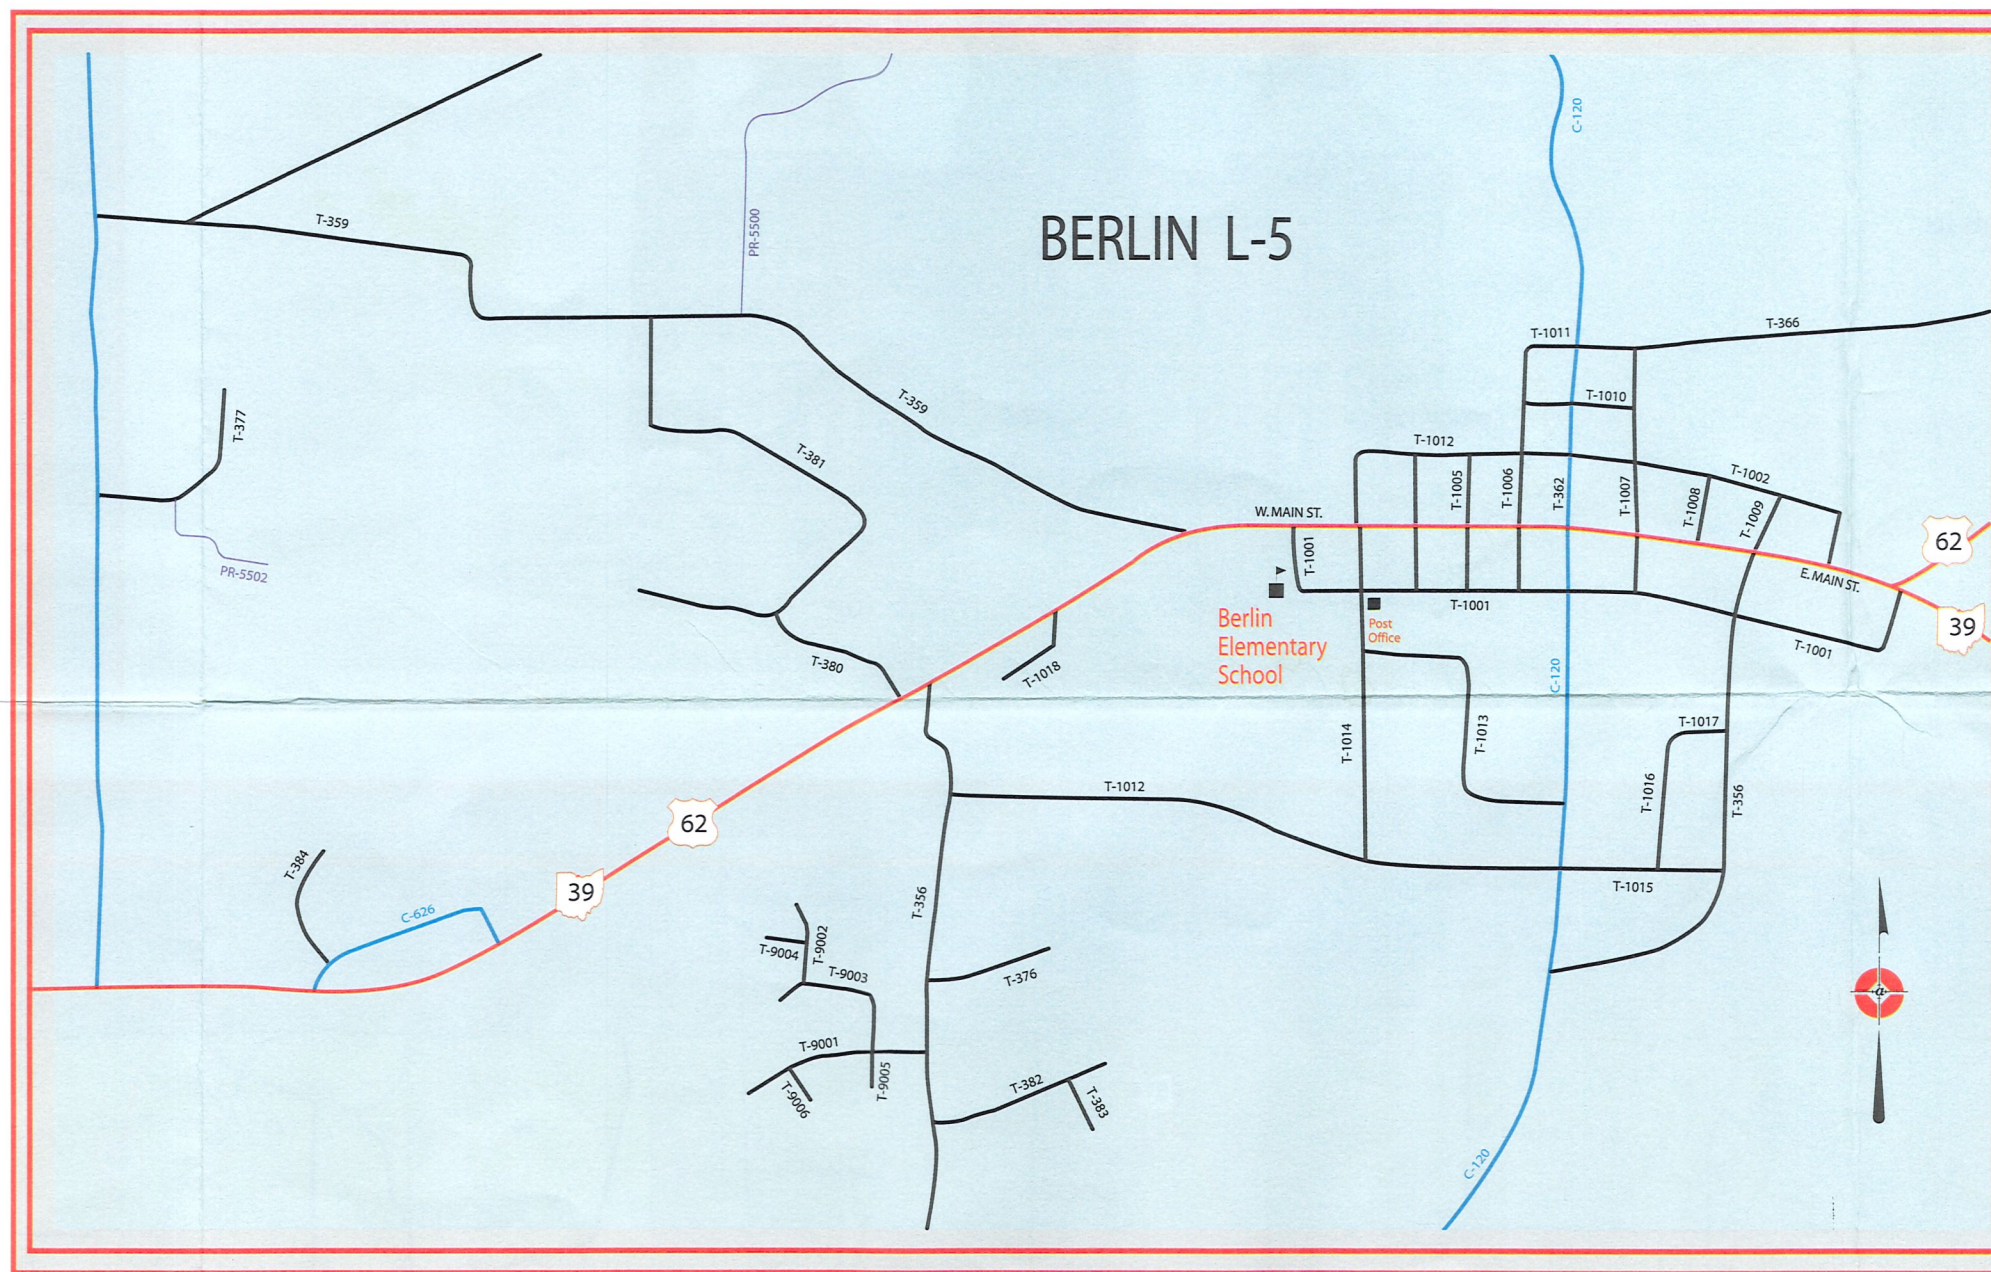 BERLIN L-5
C-120
T-359
PR-5500
T-366
T-1011
T-1010
T-377
T-359
T-381
T-1012
T-1002
T-1005
T-1006
T-362
T-1007
T-1008
T-1009
W. MAIN ST.
62
PR-5502
T-1001
E. MAIN ST.
T-1001
39
Berlin
Elementary
School
Post
Office
T-1001
T-380
T-1018
C-120
T-1014
T-1013
T-1017
T-1016
T-356
T-1012
62
T-384
39
C-626
T-356
T-1015
T-9002
T-9004
T-9003
T-376
a
T-9001
T-9005
T-9006
T-382
T-383
C-120